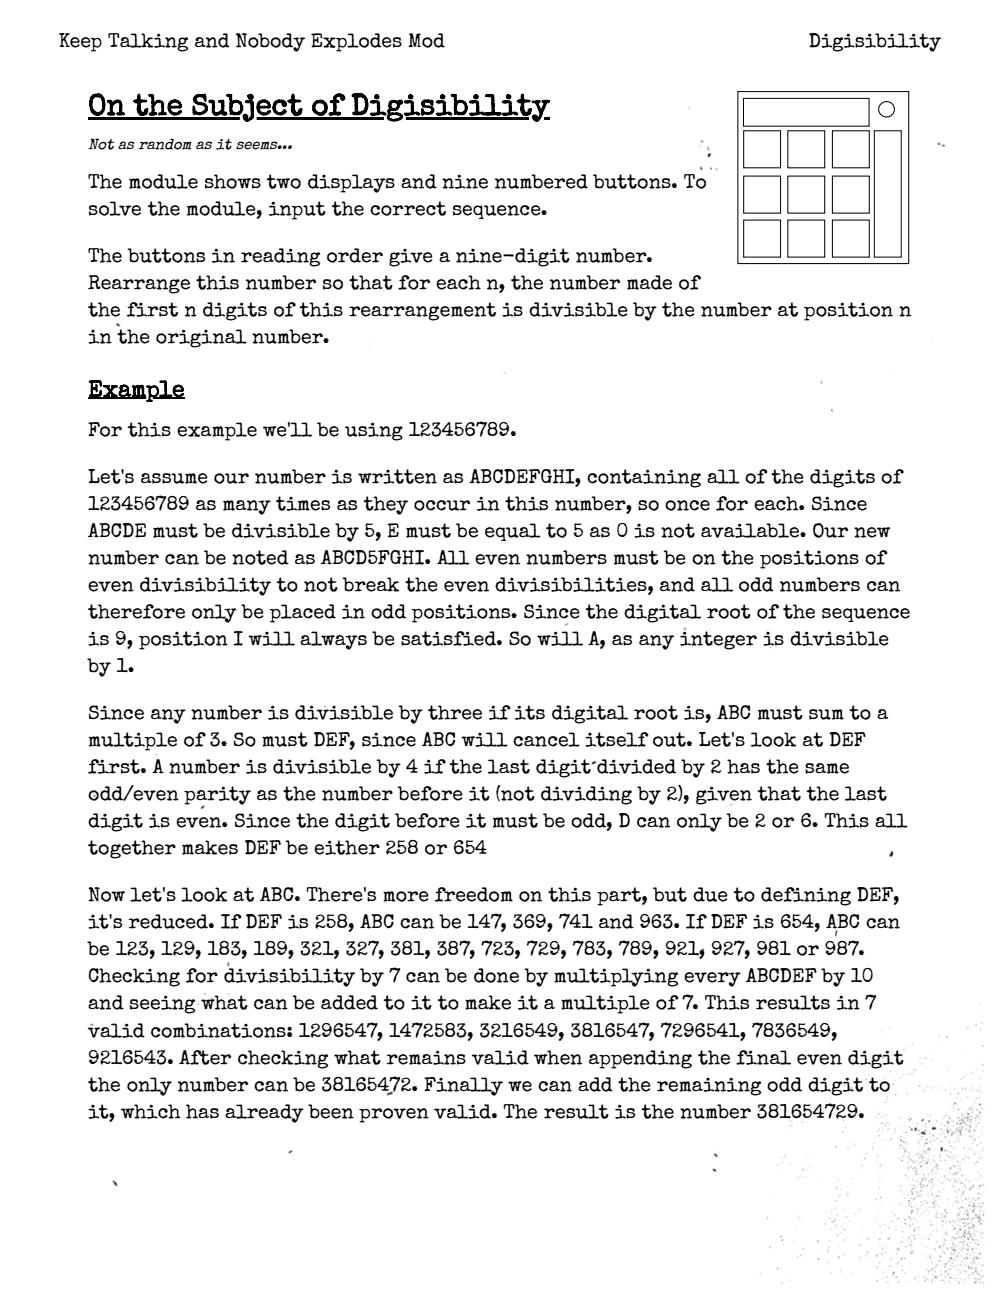 Keep Talking and Nobody Explodes Mod
Digisibility
On the Subject of Digisibility
Not as random as it seems...
The module shows two displays and nine numbered buttons. To
solve the module, input the correct sequence.
The buttons in reading order give a nine-digit number.
Rearrange this number so that for each n, the number made of
the first n digits of this rearrangement is divisible by the number at position n
in the original number.
Example
For this example we'll be using 123456789.
Let's assume our number is written as ABCDEFGHI, containing all of the digits of
123456789 as many times as they occur in this number, so once for each. Since
ABCDE must be divisible by 5, E must be equal to 5 as 0 is not available. Our new
number can be noted as ABCD5FGHI. All even numbers must be on the positions of
even divisibility to not break the even divisibilities, and all odd numbers can
therefore only be placed in odd positions. Since the digital root of the sequence
is 9, position I will always be satisfied. So will A, as any integer is divisible
by 1.
Since any number is divisible by three if its digital root is, ABC must sum to a
multiple of 3. So must DEF, since ABC will cancel itself out. Let's look at DEF
first. A number is divisible by 4 if the last digit divided by 2 has the same
odd/even parity as the number before it (not dividing by 2), given that the last
digit is even. Since the digit before it must be odd, D can only be 2 or 6. This all
together makes DEF be either 258 or 654
Now let's look at ABC. There's more freedom on this part, but due to defining DEF,
it's reduced. If DEF is 258, ABC can be 147, 369, 741 and 963. If DEF is 654, ABC can
be 123, 129, 183, 189, 321, 327, 381, 387, 723, 729, 783, 789, 921, 927, 981 or 987.
Checking for divisibility by 7 can be done by multiplying every ABCDEF by 10
and seeing what can be added to it to make it a multiple of 7. This results in 7
valid combinations: 1296547, 1472583, 3216549, 3816547, 7296541, 7836549,
9216543. After checking what remains valid when appending the final even digit
the only number can be 38165472. Finally we can add the remaining odd digit to
it, which has already been proven valid. The result is the number 381654729.